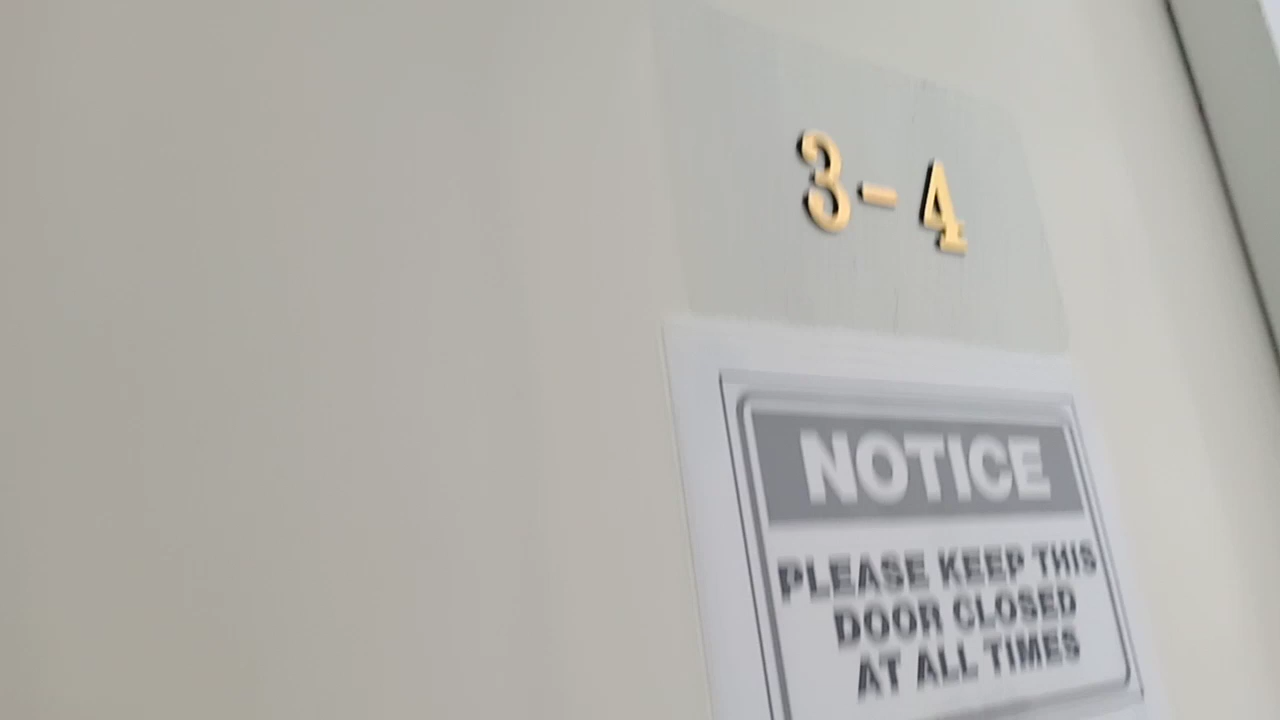 3-4
NOTICE
PLEASE KEEP THIS
DOOR CLOSED
AT ALL TIMES